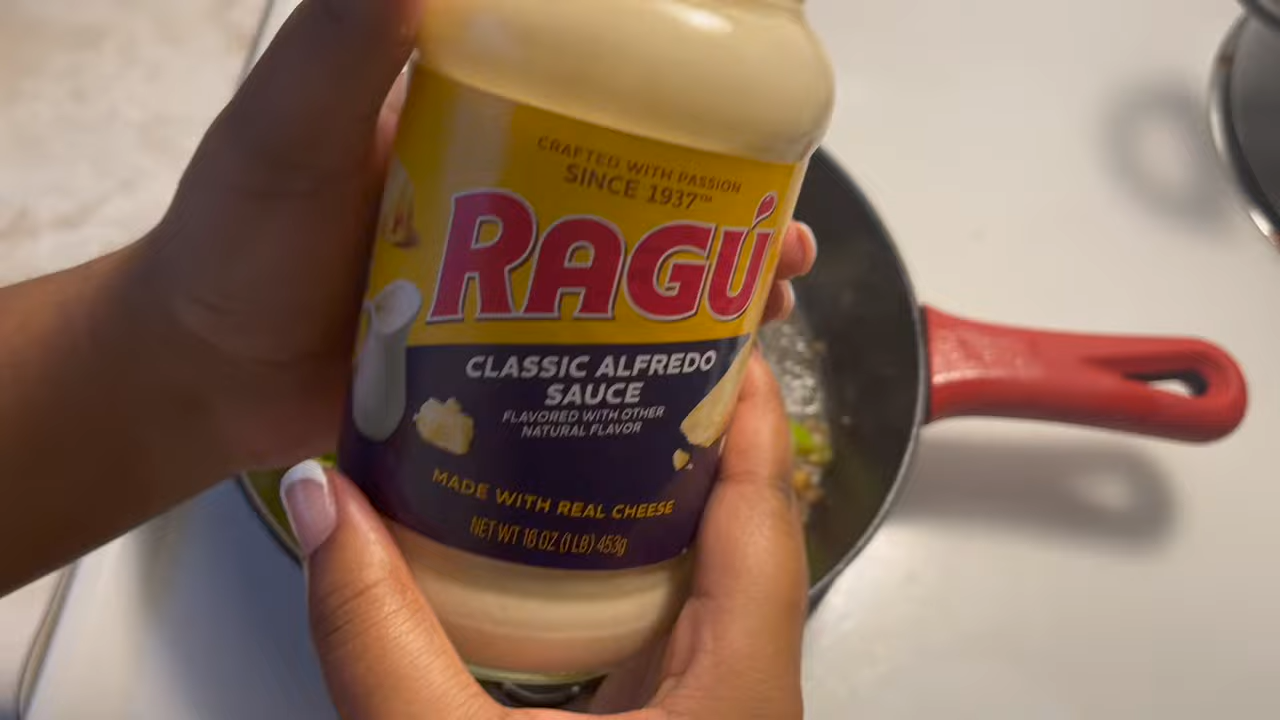 CRAFTED WITH PASSION
SINCE 1937™
RAGÚ
CLASSIC ALFREDO
SAUCE
FLAVORED WITH OTHER
NATURAL FLAVOR
MADE WITH REAL CHEESE
NET WT 16 OZ (1 LB) 453g